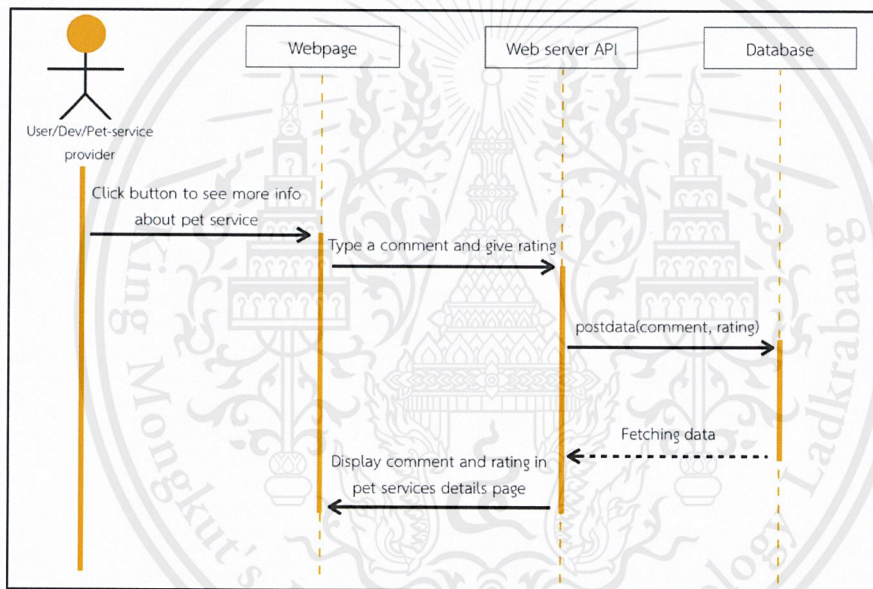 Webpage
Web server API
Database
User/Dev/Pet-service
provider
Click button to see more info
about pet service
Type a comment and give rating
postdata(comment, rating)
Fetching data
Display comment and rating in
pet services details page
King Mongkut's
ology Ladkrabang